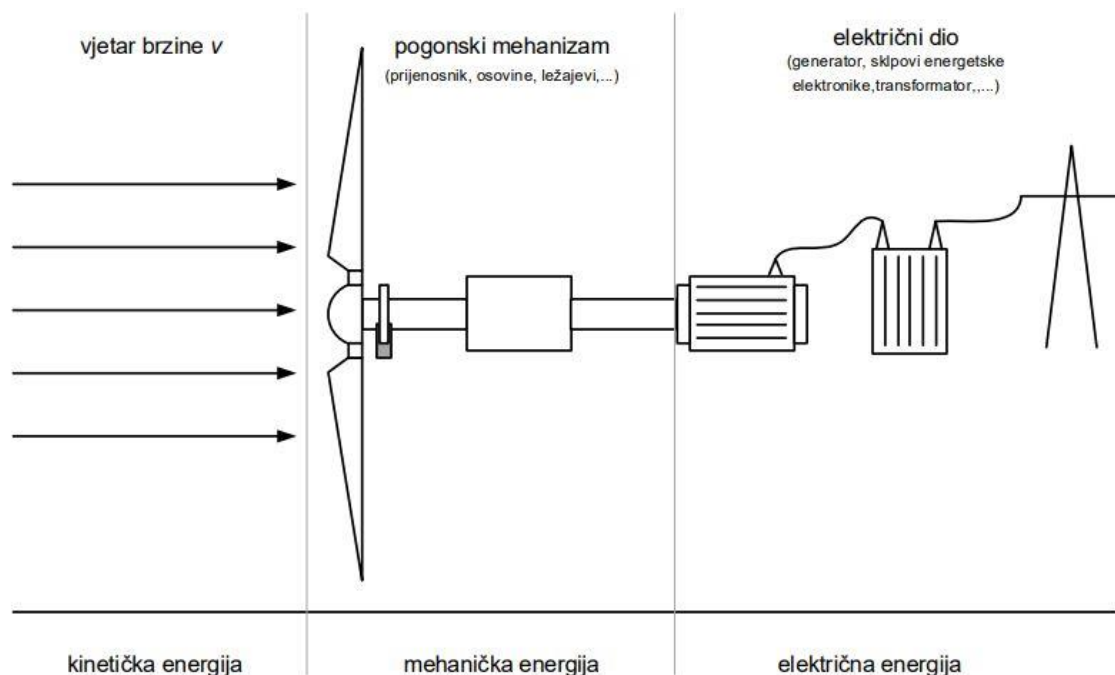 vjetar brzine v
pogonski mehanizam
(prijenosnik, osovine, ležajevi,...)
električni dio
(generator, sklpovi energetske
elektronike,transformator,,...)
kinetička energija
mehanička energija
električna energija